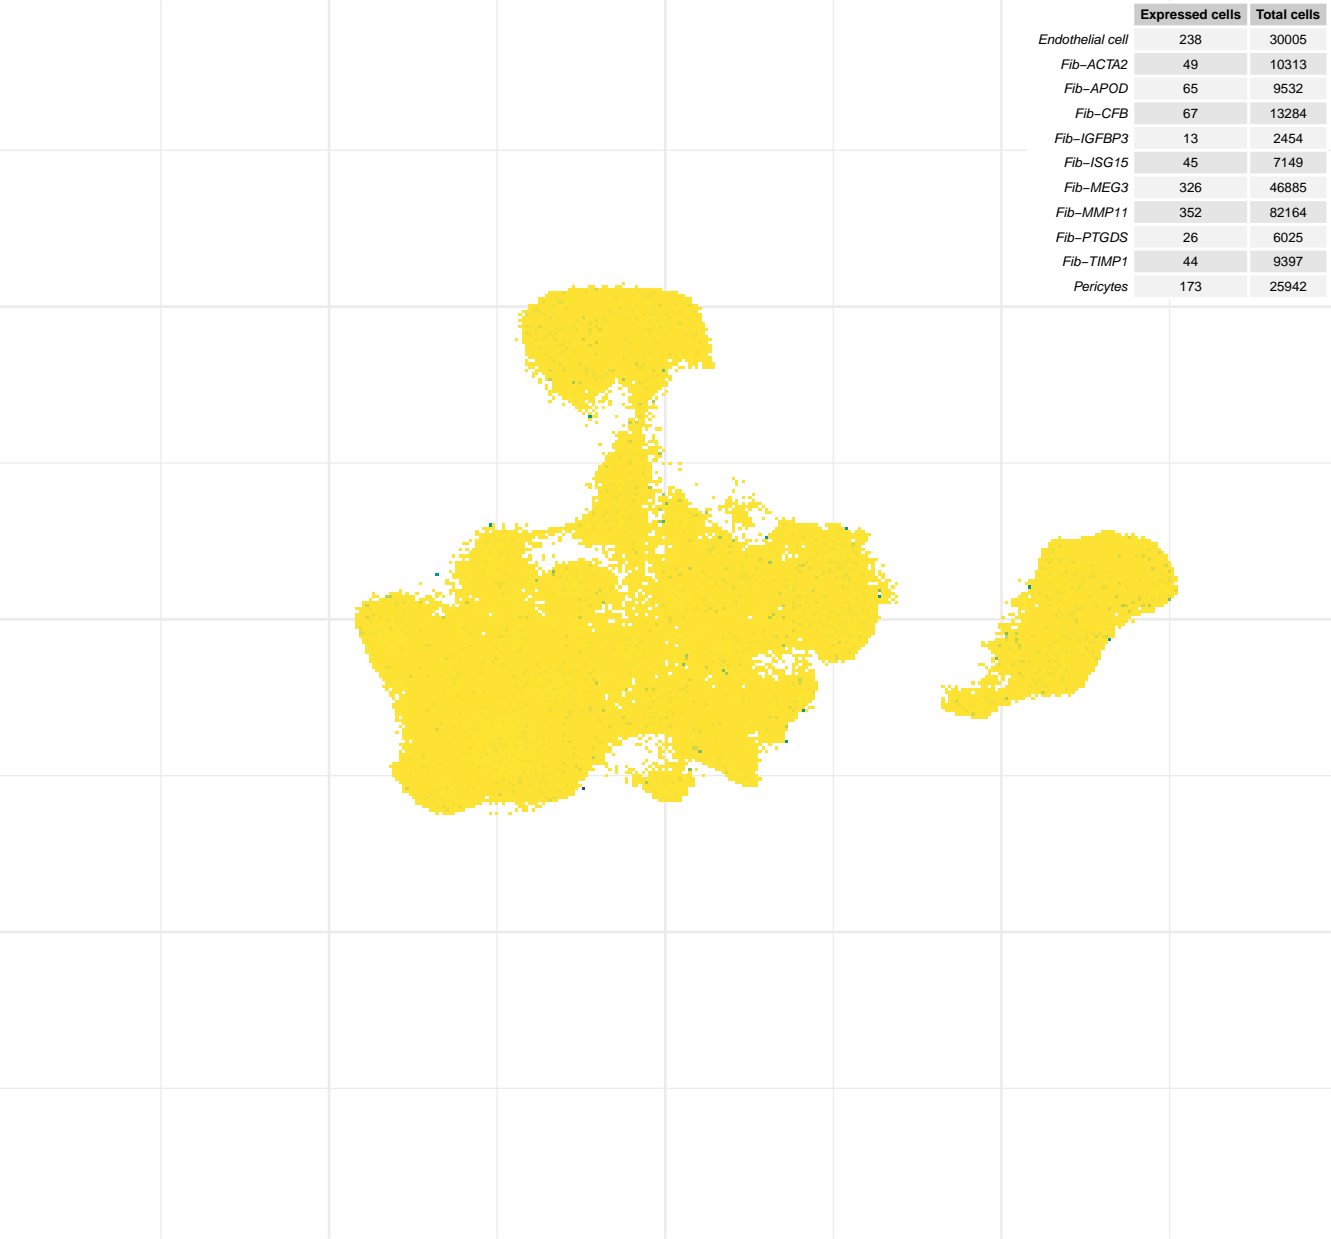 Expressed cells Total cells
Endothelial cell 238 30005
Fib−ACTA2 49 10313
Fib−APOD 65 9532
Fib−CFB 67 13284
Fib−IGFBP3 13 2454
Fib−ISG15 45 7149
Fib−MEG3 326 46885
Fib−MMP11 352 82164
Fib−PTGDS 26 6025
Fib−TIMP1 44 9397
Pericytes 173 25942